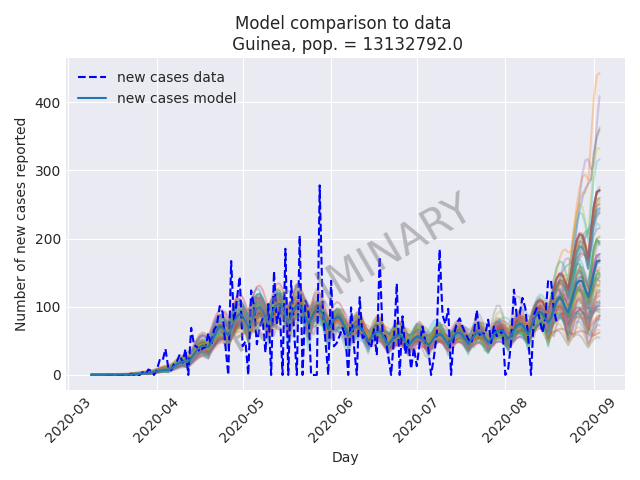 Model comparison to data
Guinea, pop. = 13132792.0
new cases data
new cases model
Number of new cases reported
400
300
200
100
0
2020-03
2020-04
2020-05
2020-06
2020-07
2020-08
2020-09
Day